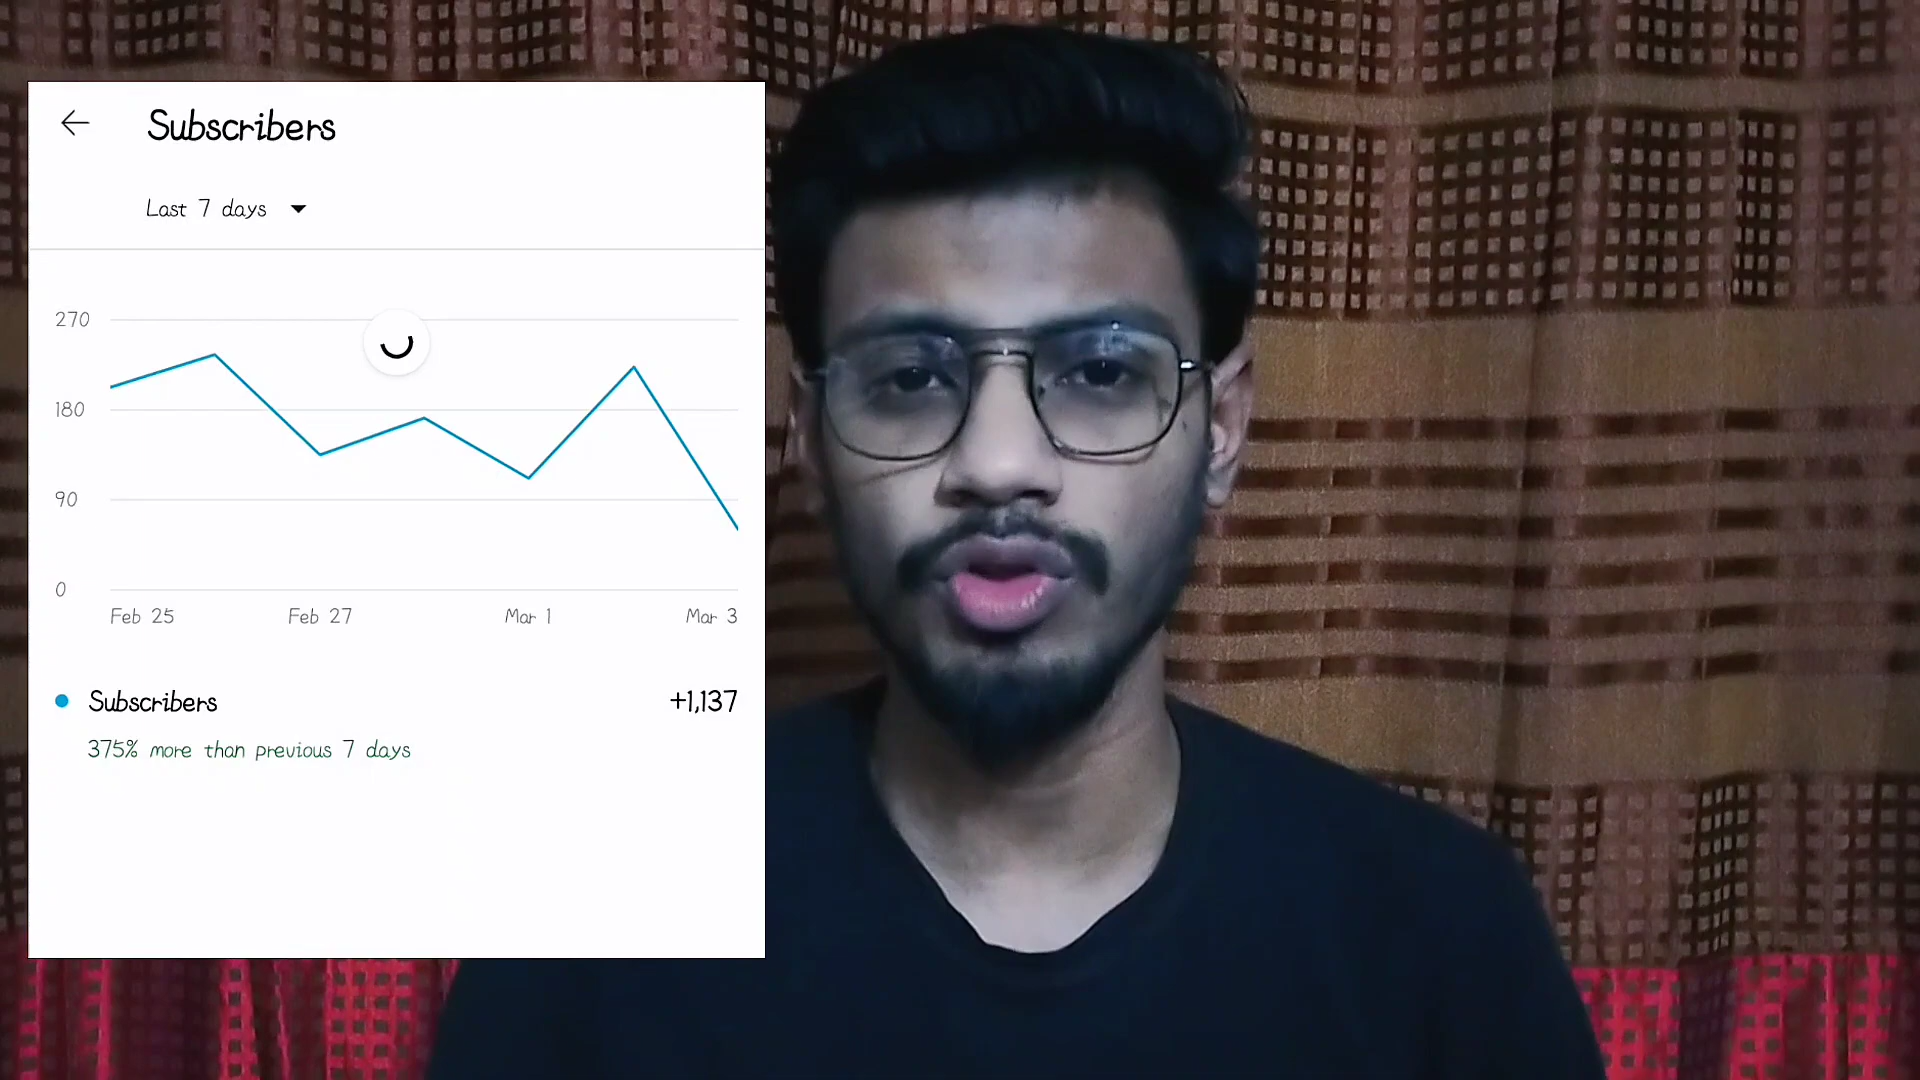 Subscribers
Last 7 days
270
180
90
0
Feb 25 Feb 27 Mar 1 Mar 3
Subscribers +1,137
375% more than previous 7 days